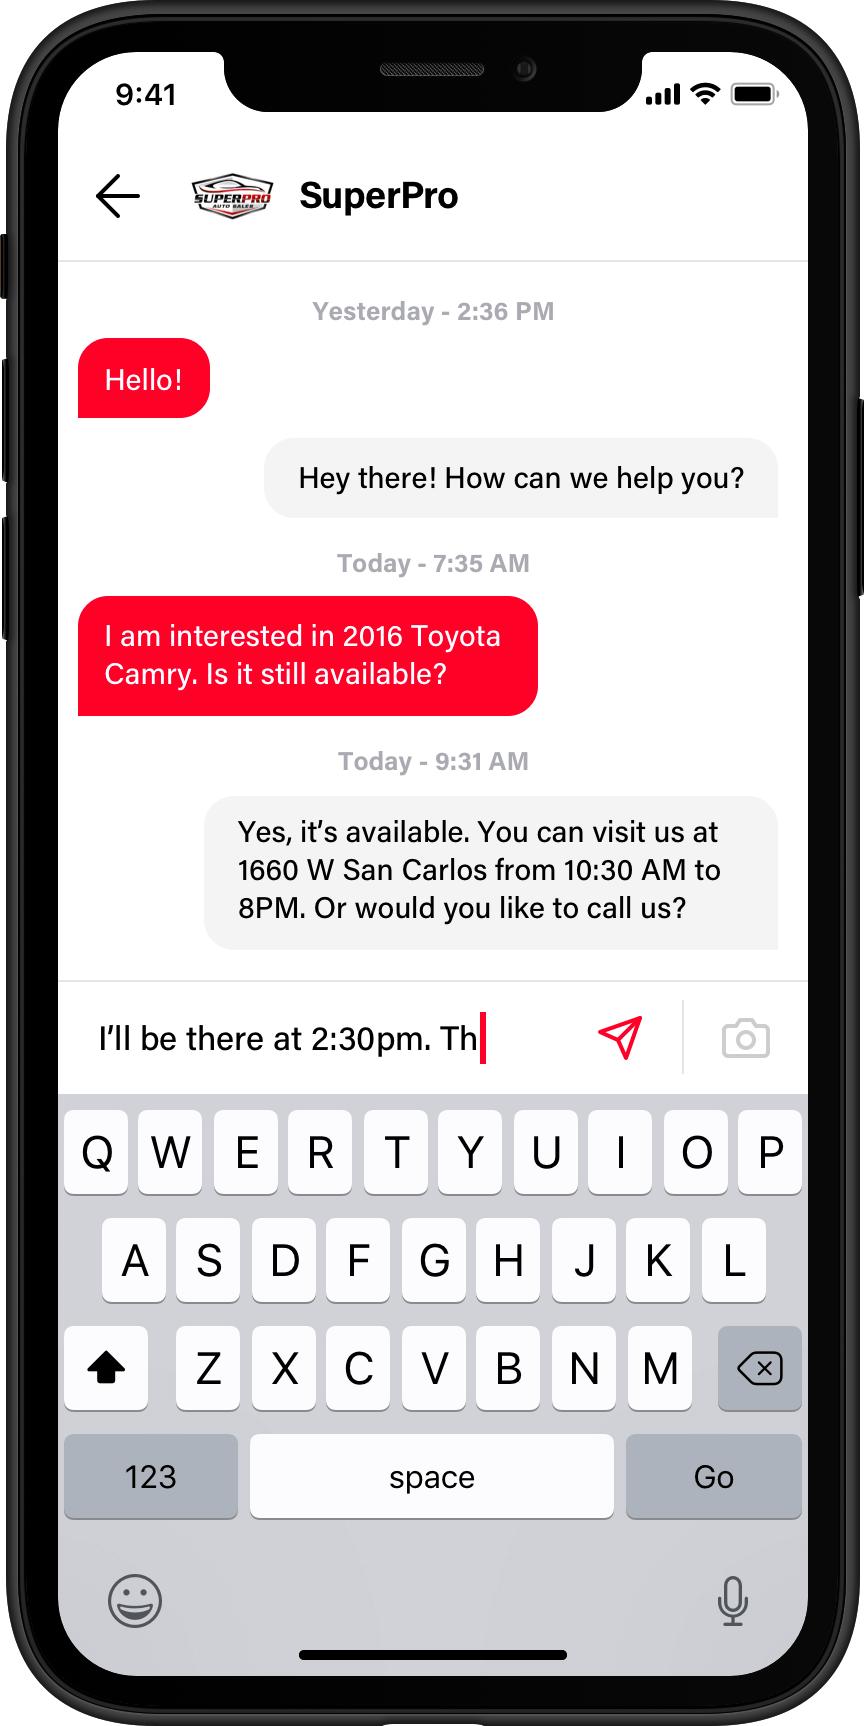 9:41
SUPERPRO
AUTO SALES
SuperPro
Yesterday - 2:36 PM
Hello!
Hey there! How can we help you?
Today - 7:35 AM
I am interested in 2016 Toyota
Camry. Is it still available?
Today - 9:31 AM
Yes, it’s available. You can visit us at
1660 W San Carlos from 10:30 AM to
8PM. Or would you like to call us?
I’ll be there at 2:30pm. Th
Q W E R T Y U I O P
A S D F G H J K L
Z X C V B N M
123 space Go